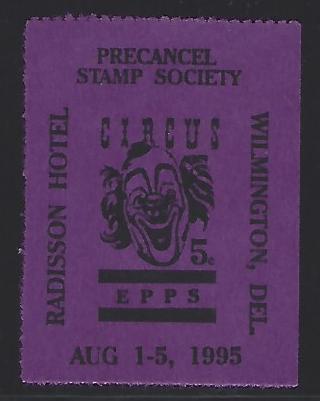 PRECANCEL
STAMP SOCIETY
RADISSON HOTEL
CIRCUS
5c
EPPS
WILMINGTON, DEL.
AUG 1-5, 1995